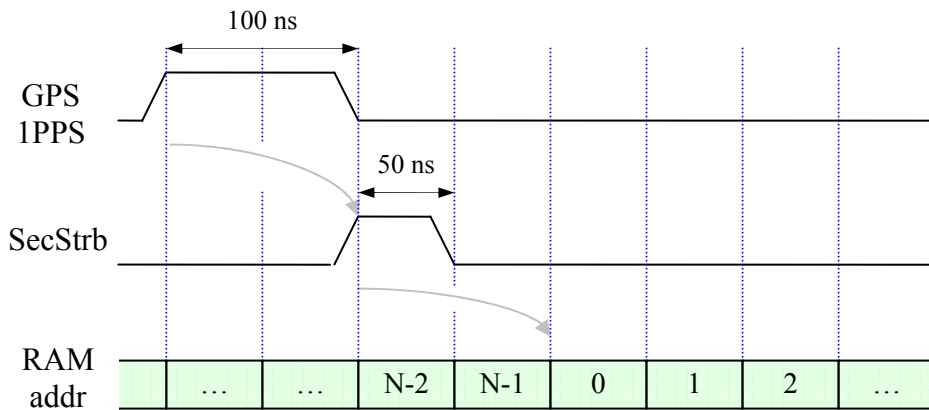 100 ns
GPS
1PPS
50 ns
SecStrb
RAM
addr
... ... N-2 N-1 0 1 2 ...